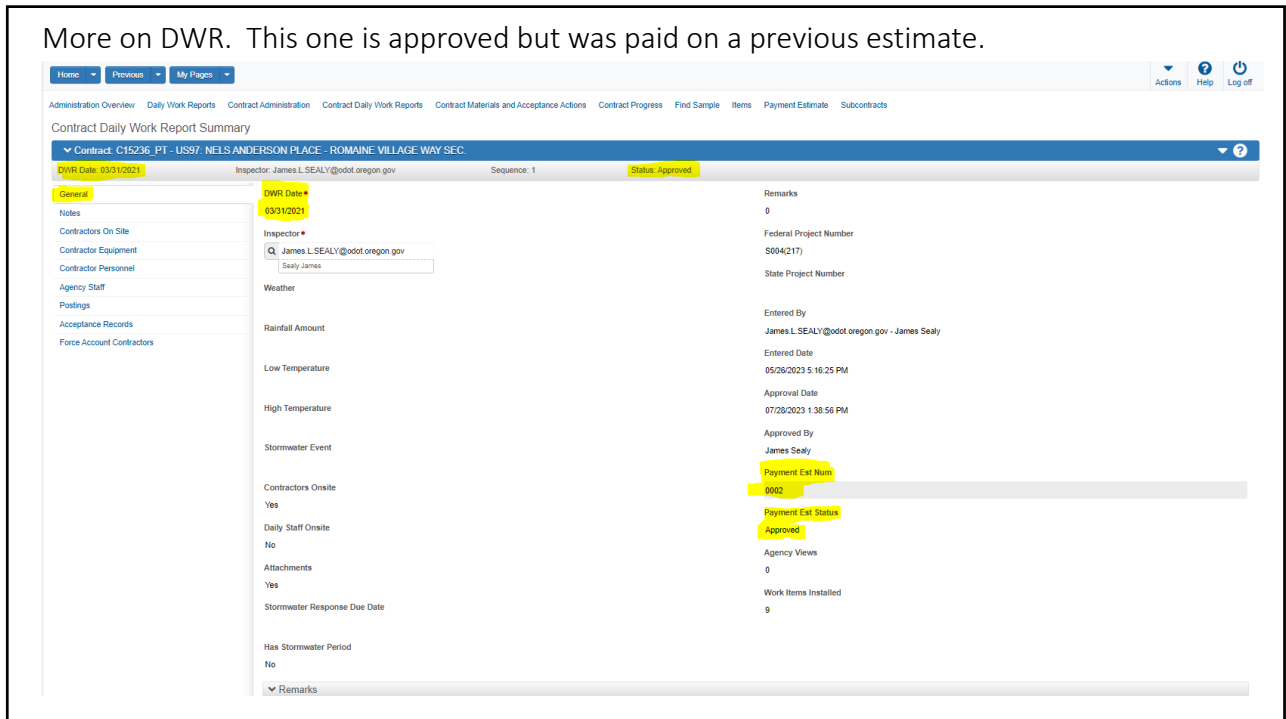 More on DWR.  This one is approved but was paid on a previous estimate.
Home Previous My Pages
Actions Help Log off
Administration Overview Daily Work Reports Contract Administration Contract Daily Work Reports Contract Materials and Acceptance Actions Contract Progress Find Sample Items Payment Estimate Subcontracts
Contract Daily Work Report Summary
Contract: C15236_PT - US97: NELS ANDERSON PLACE - ROMAINE VILLAGE WAY SEC.
DWR Date: 03/31/2021 Inspector: James.L.SEALY@odot.oregon.gov Sequence: 1 Status: Approved
General
Notes
Contractors On Site
Contractor Equipment
Contractor Personnel
Agency Staff
Postings
Acceptance Records
Force Account Contractors
DWR Date
03/31/2021
Inspector
James.L.SEALY@odot.oregon.gov
Sealy James
Weather
Rainfall Amount
Low Temperature
High Temperature
Stormwater Event
Contractors Onsite
Yes
Daily Staff Onsite
No
Attachments
Yes
Stormwater Response Due Date
Has Stormwater Period
No
Remarks
0
Federal Project Number
S004(217)
State Project Number
Entered By
James.L.SEALY@odot.oregon.gov - James Sealy
Entered Date
05/26/2023 5:16:25 PM
Approval Date
07/28/2023 1:38:56 PM
Approved By
James Sealy
Payment Est Num
0002
Payment Est Status
Approved
Agency Views
0
Work Items Installed
9
Remarks